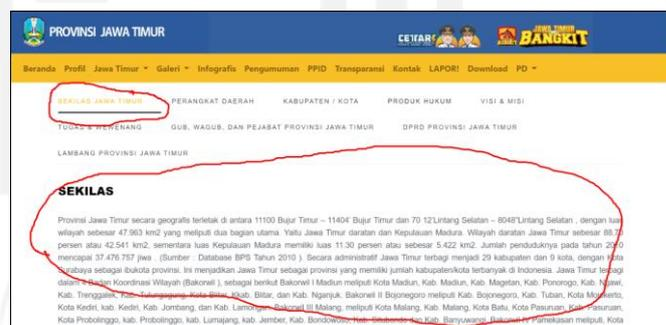 PROVINSI JAWA TIMUR
CETTAR
JAWA TIMUR
BANGKIT
Beranda Profil Jawa Timur Galeri Infografis Pengumuman PPID Transparansi Kontak LAPOR! Download PD
SEKILAS JAWA TIMUR PERANGKAT DAERAH KABUPATEN / KOTA PRODUK HUKUM VISI & MISI
TUGAS & WEWENANG GUB, WAGUB, DAN PEJABAT PROVINSI JAWA TIMUR DPRD PROVINSI JAWA TIMUR
LAMBANG PROVINSI JAWA TIMUR
SEKILAS
Provinsi Jawa Timur secara geografis terletak di antara 11100 Bujur Timur – 11404' Bujur Timur dan 70 12'Lintang Selatan – 8048"Lintang Selatan , dengan luas
wilayah sebesar 47.963 km2 yang meliputi dua bagian utama. Yaitu Jawa Timur daratan dan Kepulauan Madura. Wilayah daratan Jawa Timur sebesar 88.70
persen atau 42.541 km2, sementara luas Kepulauan Madura memiliki luas 11.30 persen atau sebesar 5.422 km2. Jumlah penduduknya pada tahun 2010
mencapai 37.476.757 jiwa . (Sumber : Database BPS Tahun 2010 ). Secara administratif Jawa Timur terbagi menjadi 29 kabupaten dan 9 kota, dengan Kota
Surabaya sebagai ibukota provinsi. Ini menjadikan Jawa Timur sebagai provinsi yang memiliki jumlah kabupaten/kota terbanyak di Indonesia. Jawa Timur terbagi
dalam 4 Badan Koordinasi Wilayah (Bakorwil ), sebagai berikut Bakorwil I Madiun meliputi Kota Madiun, Kab. Madiun, Kab. Magetan, Kab. Ponorogo, Kab. Ngawi,
Kab. Trenggalek, Kab. Tulungagung, Kota Blitar, Kab. Blitar, dan Kab. Nganjuk. Bakorwil II Bojonegoro meliputi Kab. Bojonegoro, Kab. Tuban, Kota Mojokerto,
Kota Kediri, kab. Kediri, Kab. Jombang, dan Kab. Lamongan. Bakorwil III Malang, meliputi Kota Malang, Kab. Malang, Kota Batu, Kota Pasuruan, Kab. Pasuruan,
Kota Probolinggo, kab. Probolinggo, kab. Lumajang, kab. Jember, Kab. Bondowoso, Kab. Situbondo dan Kab. Banyuwangi. Bakorwil IV Pamekasan meliputi, Kota